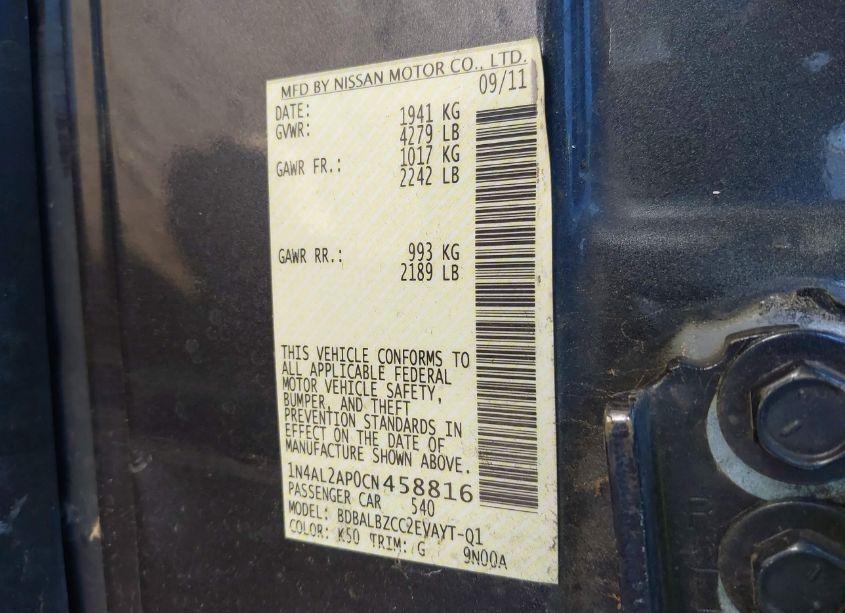 MFD BY NISSAN MOTOR CO., LTD.
DATE: 09/11
GVWR: 1941 KG
4279 LB
GAWR FR.: 1017 KG
2242 LB
GAWR RR.: 993 KG
2189 LB
THIS VEHICLE CONFORMS TO
ALL APPLICABLE FEDERAL
MOTOR VEHICLE SAFETY,
BUMPER, AND THEFT
PREVENTION STANDARDS IN
EFFECT ON THE DATE OF
MANUFACTURE SHOWN ABOVE.
1N4AL2AP0CN458816
PASSENGER CAR 540
MODEL: BDBALBZCC2EVAYT-Q1
COLOR: K50 TRIM: G 9N00A